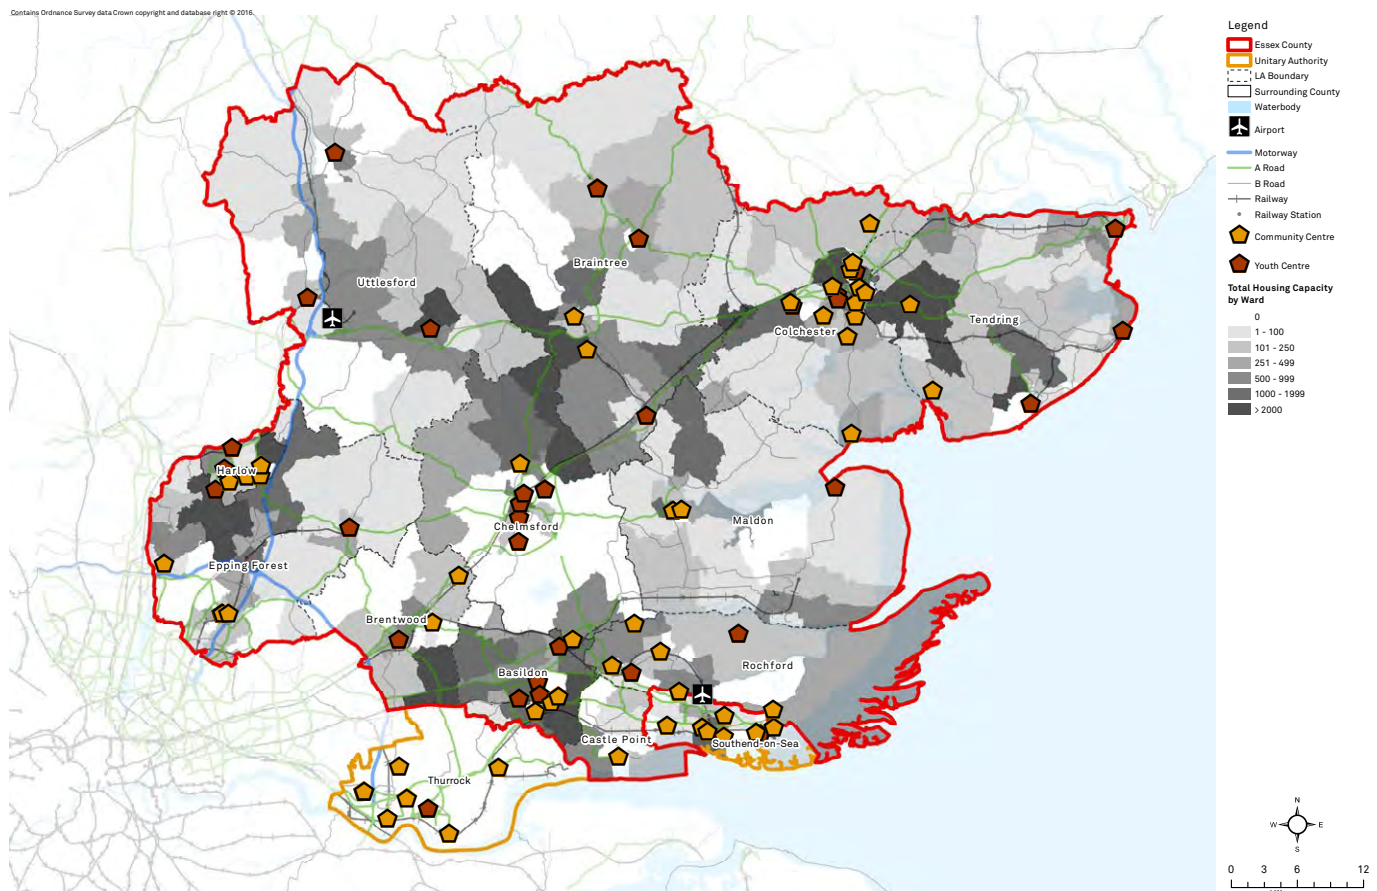 Contains Ordnance Survey data Crown copyright and database right © 2016.
Legend
Essex County
Unitary Authority
LA Boundary
Surrounding County
Waterbody
Airport
Motorway
A Road
B Road
Railway
Railway Station
Community Centre
Youth Centre
Total Housing Capacity
by Ward
0
1 - 100
101 - 250
251 - 499
500 - 999
1000 - 1999
> 2000
Braintree
Uttlesford
Tendring
Colchester
Harlow
Maldon
Chelmsford
Epping Forest
Brentwood
Rochford
Basildon
Castle Point
Southend-on-Sea
Thurrock
N
W E
S
0 3 6 12